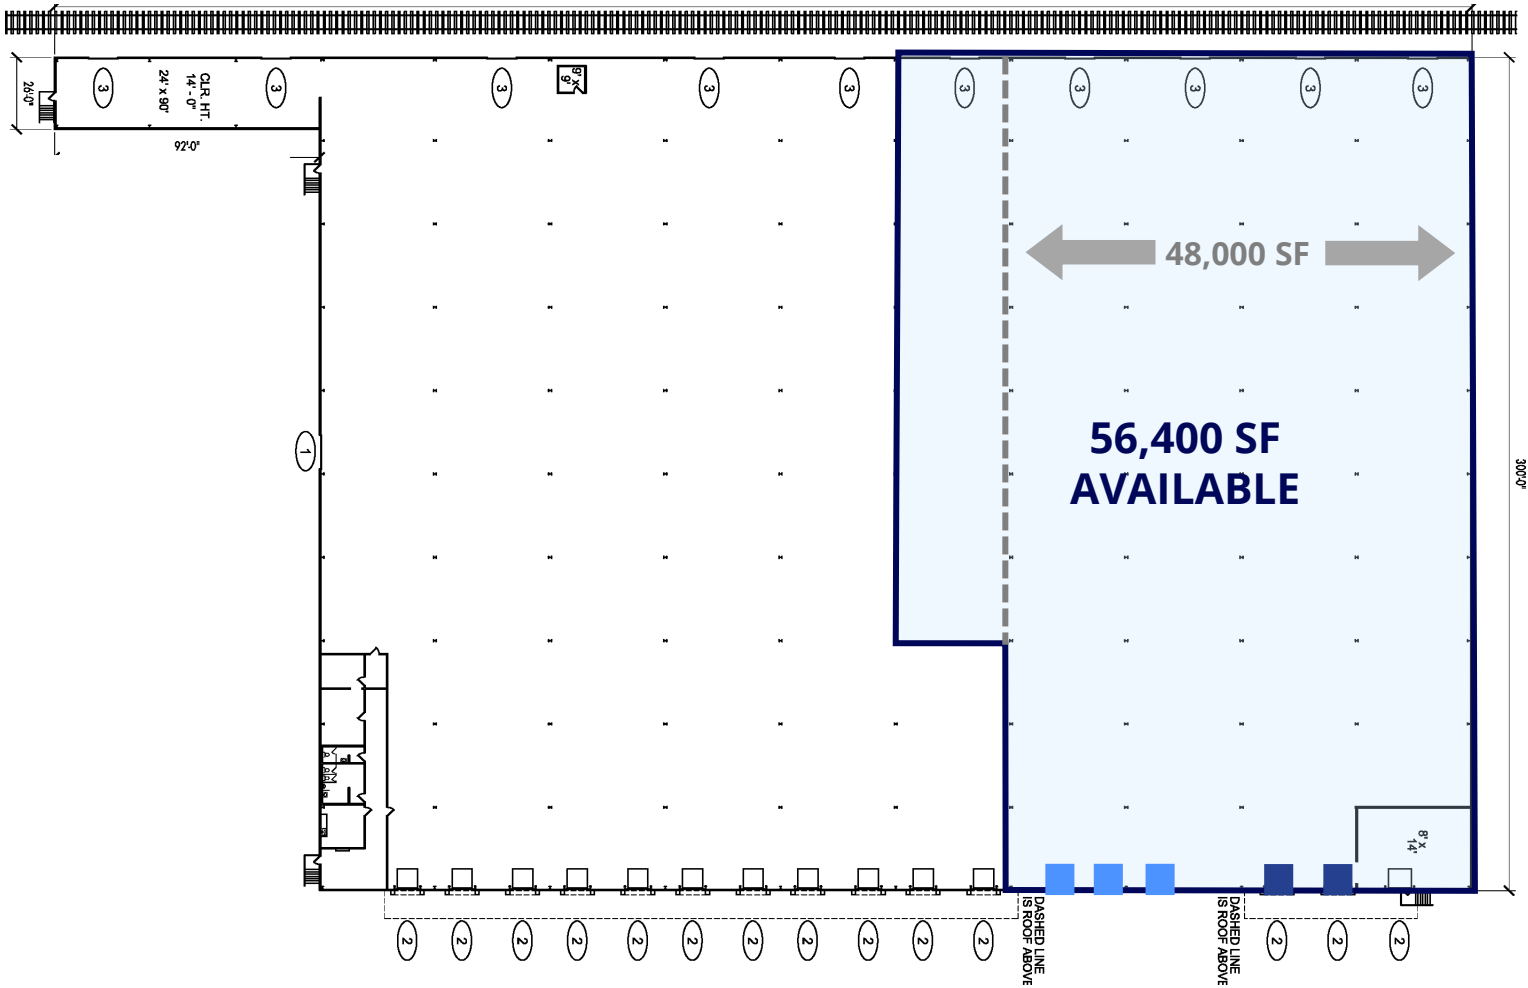 3
3
CLR. HT.
14' - 0"
24' x 90'
3
9' x
9'
3
3
3
3
3
3
3
26'-0"
92'-0"
48,000 SF
56,400 SF
AVAILABLE
1
300'-0"
8' x
14'
DASHED LINE
IS ROOF ABOVE
DASHED LINE
IS ROOF ABOVE
2
2
2
2
2
2
2
2
2
2
2
2
2
2